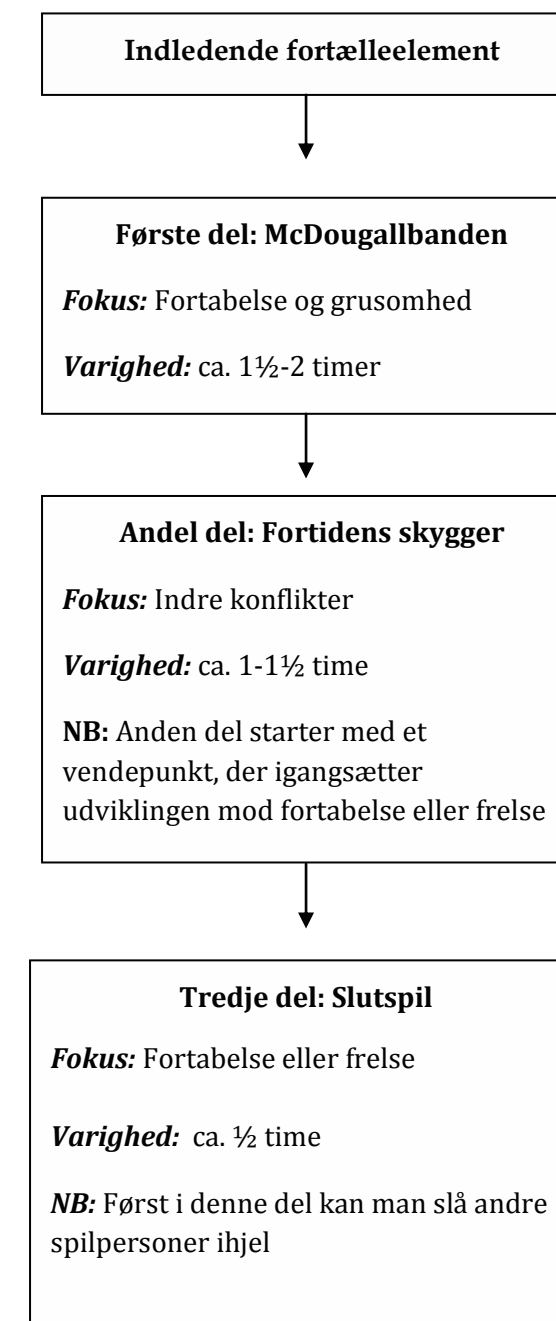 Indledende fortælleelement
Første del: McDougallbanden
Fokus: Fortabelse og grusomhed
Varighed: ca. 1½-2 timer
Andel del: Fortidens skygger
Fokus: Indre konflikter
Varighed: ca. 1-1½ time
NB: Anden del starter med et
vendepunkt, der igangsætter
udviklingen mod fortabelse eller frelse
Tredje del: Slutspil
Fokus: Fortabelse eller frelse
Varighed: ca. ½ time
NB: Først i denne del kan man slå andre
spilpersoner ihjel